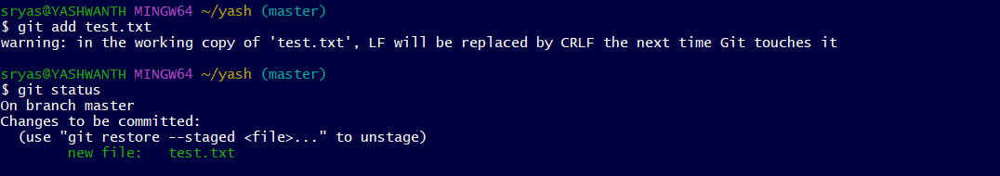 sryas@YASHWANTH MINGW64 ~/yash (master)
$ git add test.txt
warning: in the working copy of 'test.txt', LF will be replaced by CRLF the next time Git touches it

sryas@YASHWANTH MINGW64 ~/yash (master)
$ git status
On branch master
Changes to be committed:
  (use "git restore --staged <file>..." to unstage)
        new file:   test.txt